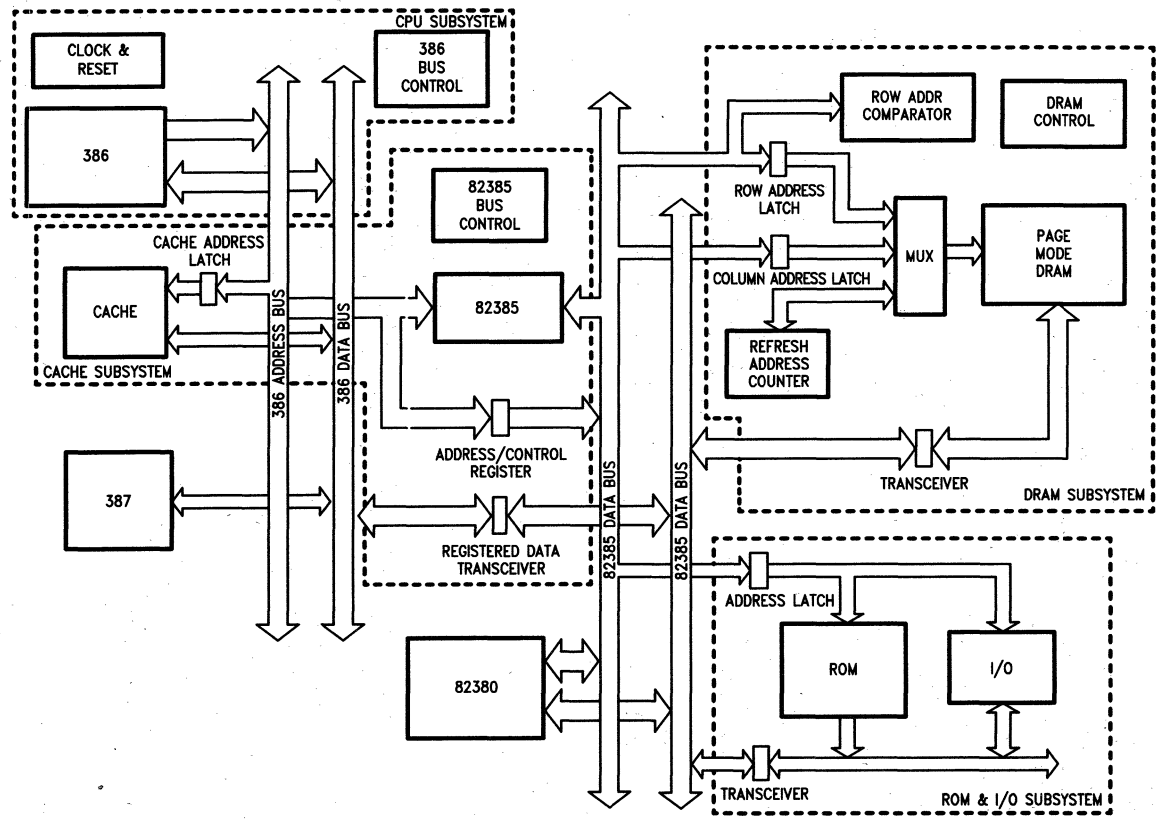 CPU SUBSYSTEM
CLOCK &
RESET
386
BUS
CONTROL
386
82385
BUS
CONTROL
CACHE ADDRESS
LATCH
CACHE
82385
CACHE SUBSYSTEM
386 ADDRESS BUS
386 DATA BUS
ADDRESS/CONTROL
REGISTER
387
REGISTERED DATA
TRANSCEIVER
82385 DATA BUS
82385 DATA BUS
82380
ROW ADDR
COMPARATOR
DRAM
CONTROL
ROW ADDRESS
LATCH
MUX
PAGE
MODE
DRAM
COLUMN ADDRESS LATCH
REFRESH
ADDRESS
COUNTER
TRANSCEIVER
DRAM SUBSYSTEM
ADDRESS LATCH
ROM
I/O
TRANSCEIVER
ROM & I/O SUBSYSTEM